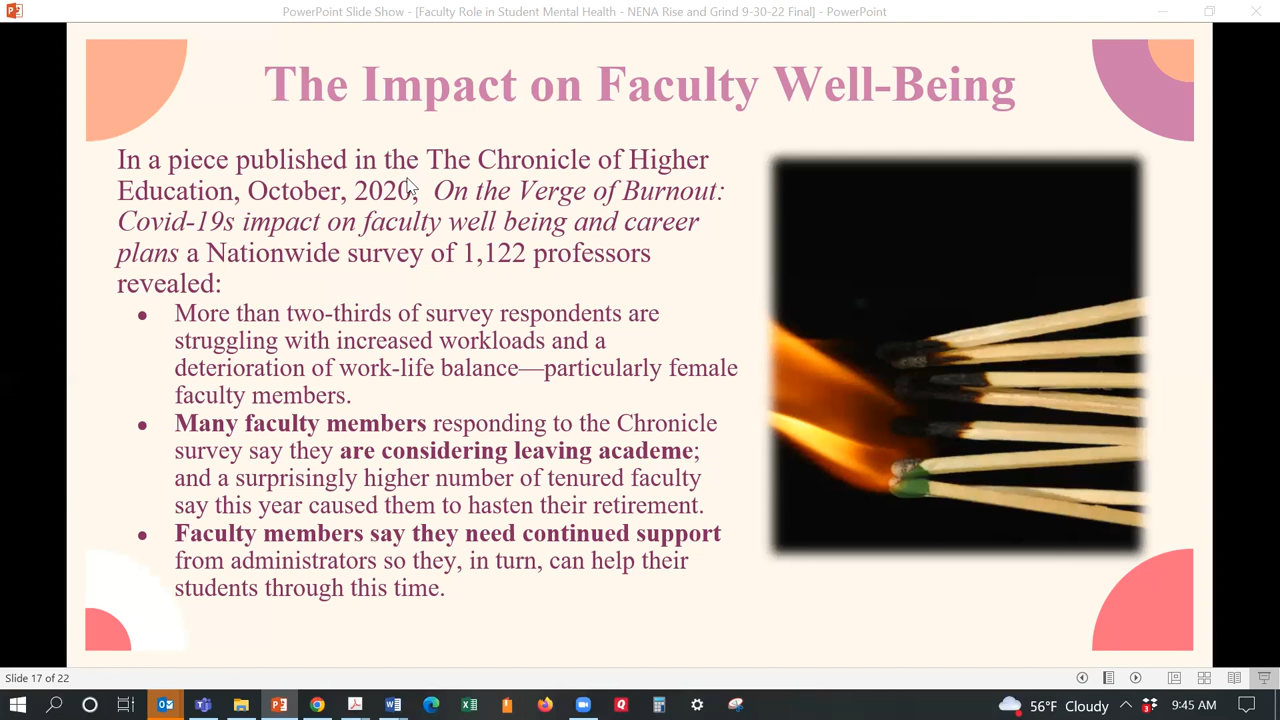 PowerPoint Slide Show - [Faculty Role in Student Mental Health - NENA Rise and Grind 9-30-22 Final] - PowerPoint
The Impact on Faculty Well-Being
In a piece published in the The Chronicle of Higher
Education, October, 2020, On the Verge of Burnout:
Covid-19s impact on faculty well being and career
plans a Nationwide survey of 1,122 professors
revealed:
• More than two-thirds of survey respondents are
struggling with increased workloads and a
deterioration of work-life balance—particularly female
faculty members.
• Many faculty members responding to the Chronicle
survey say they are considering leaving academe;
and a surprisingly higher number of tenured faculty
say this year caused them to hasten their retirement.
• Faculty members say they need continued support
from administrators so they, in turn, can help their
students through this time.
Slide 17 of 22
56°F Cloudy
3
9:45 AM